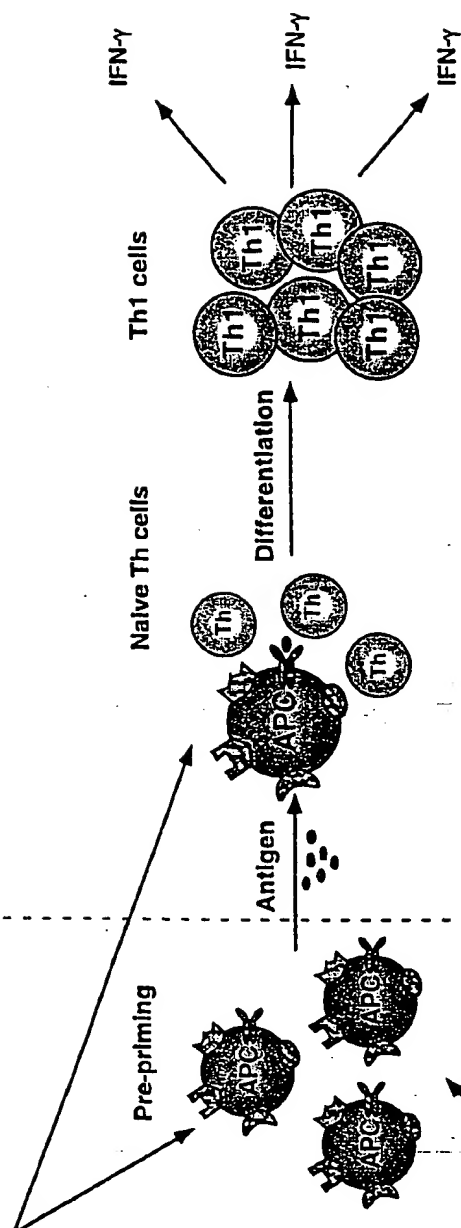 Pre-priming
APC
APC
APC
Antigen
Naive Th cells
APC
Th
Th
Th
Differentiation
Th1 cells
Th1
Th1
Th1
Th1
Th1
Th1
IFN-γ
IFN-γ
IFN-γ